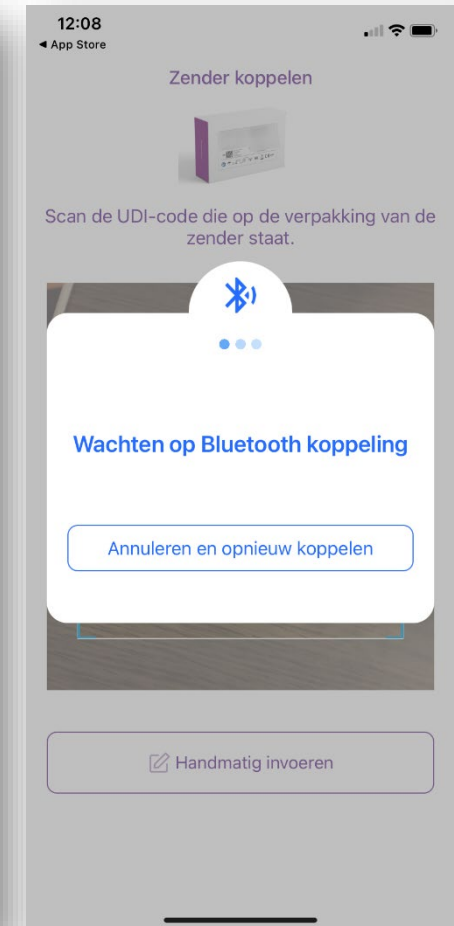 12:08
◀ App Store
Zender koppelen
Scan de UDI-code die op de verpakking van de
zender staat.
Wachten op Bluetooth koppeling
Annuleren en opnieuw koppelen
Handmatig invoeren